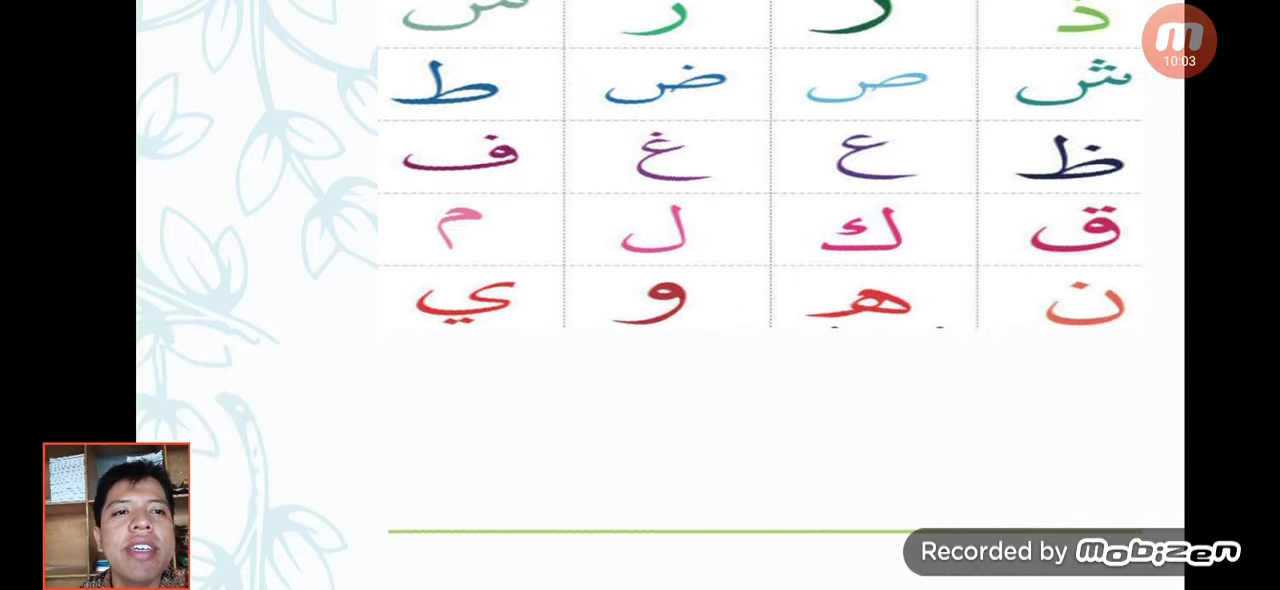 ذ ر ز س
ش ص ض ط
ظ ع غ ف
ق ك ل م
ن ه و ي
10:03
Recorded by Mobizen